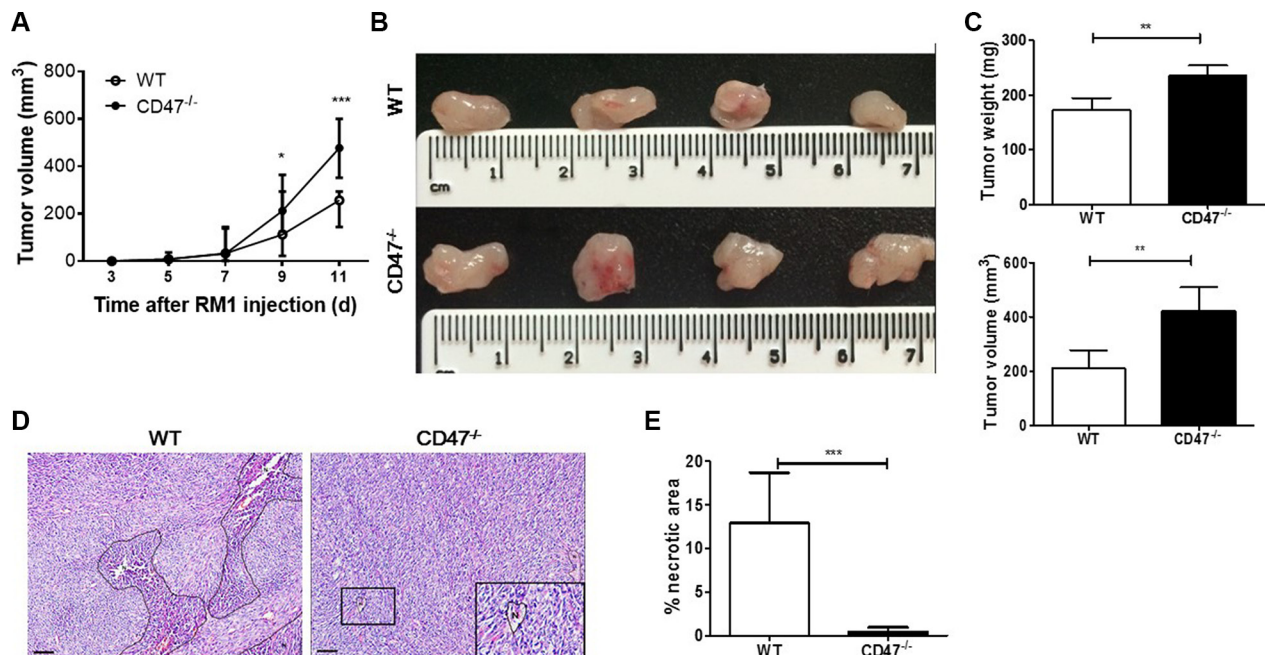 A
Tumor volume (mm³)
800
600
400
200
0
WT
CD47-/-
*
***
3 5 7 9 11
Time after RM1 injection (d)
B
WT
cm 1 2 3 4 5 6 7
CD47-/-
1 2 3 4 5 6 7
C
Tumor weight (mg)
300
200
100
0
**
WT CD47-/-
Tumor volume (mm³)
600
400
200
0
**
WT CD47-/-
D
WT CD47-/-
N
E
% necrotic area
20
15
10
5
0
***
WT CD47-/-